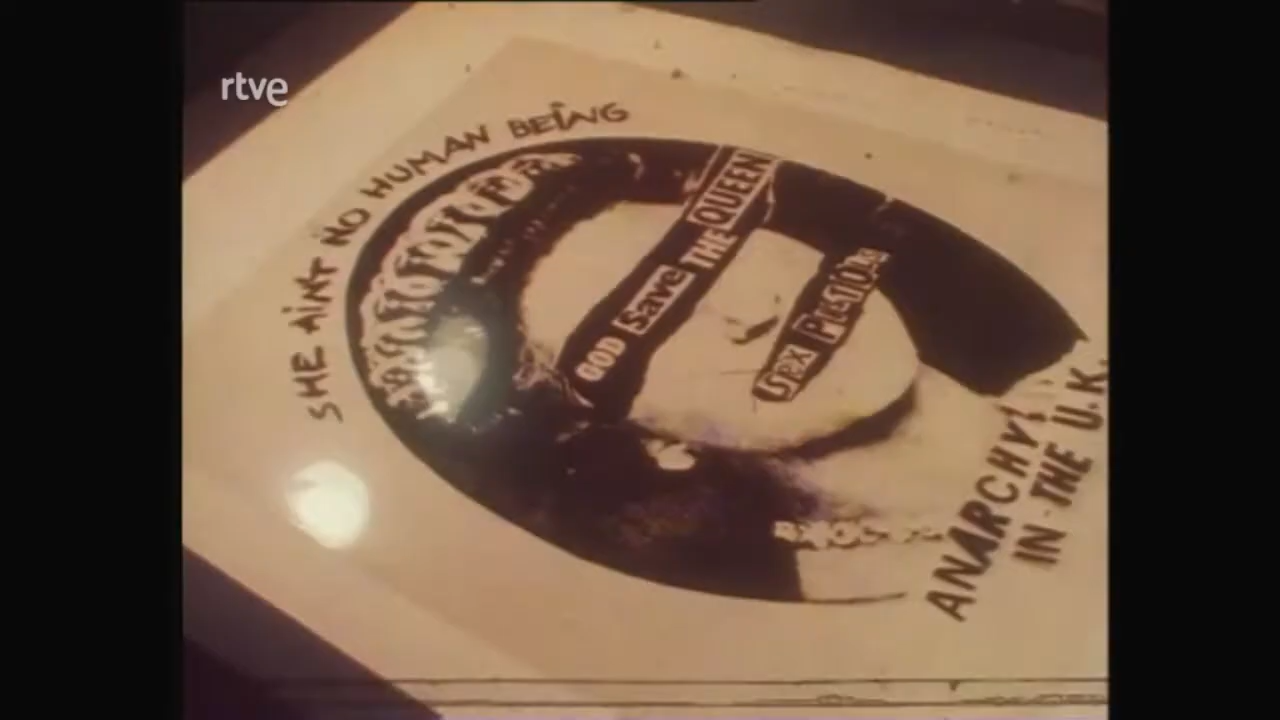 rtve
SHE AiNT NO HUMAN BEiNG
GOD Save THE QUEEN
Sex PisTOls
ANARCHY!
IN THE U.K.